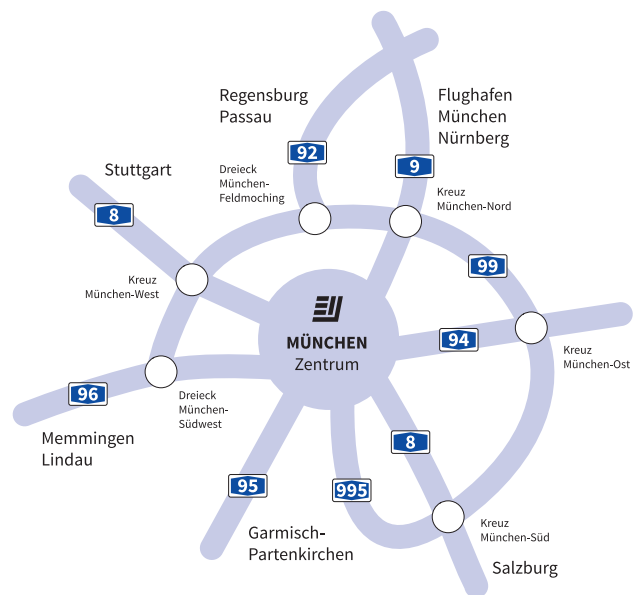 Regensburg
Passau
Flughafen
München
Nürnberg
92
9
Stuttgart
Dreieck
München-
Feldmoching
Kreuz
München-Nord
8
99
Kreuz
München-West
MÜNCHEN
Zentrum
94
Kreuz
München-Ost
96
Dreieck
München-
Südwest
Memmingen
Lindau
8
95
995
Garmisch-
Partenkirchen
Kreuz
München-Süd
Salzburg